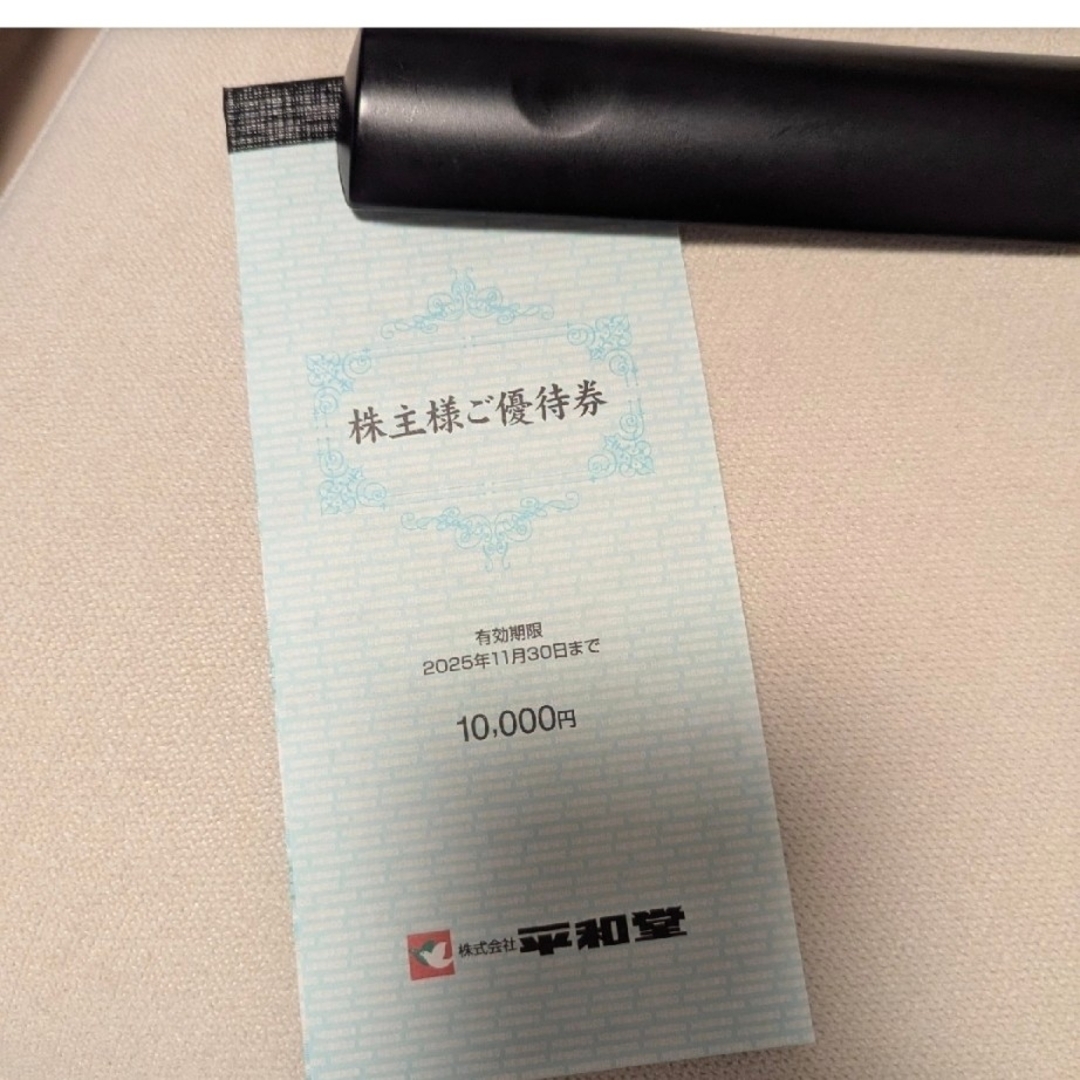 株主様ご優待券
有効期限
2025年11月30日まで
10,000円
株式会社 平和堂